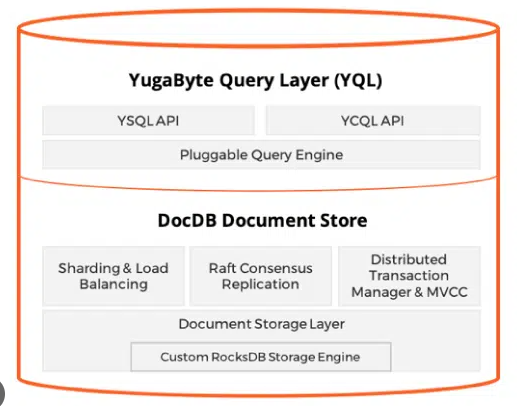 YugaByte Query Layer (YQL)
YSQL API
YCQL API
Pluggable Query Engine
DocDB Document Store
Sharding & Load
Balancing
Raft Consensus
Replication
Distributed
Transaction
Manager & MVCC
Document Storage Layer
Custom RocksDB Storage Engine